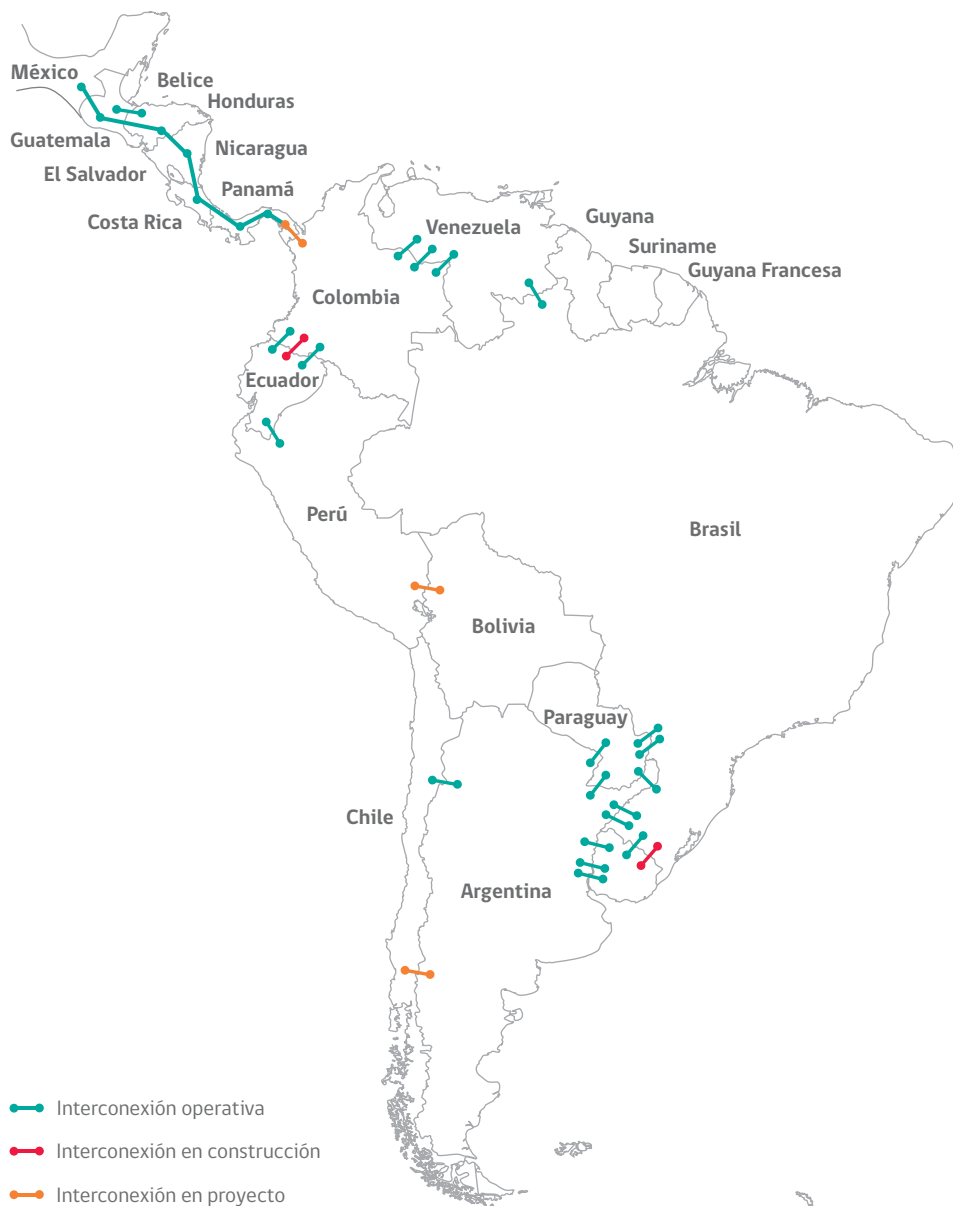 México
Belice
Honduras
Guatemala
Nicaragua
El Salvador
Panamá
Costa Rica
Venezuela
Guyana
Suriname
Guyana Francesa
Colombia
Ecuador
Perú
Brasil
Bolivia
Paraguay
Chile
Argentina
Interconexión operativa
Interconexión en construcción
Interconexión en proyecto